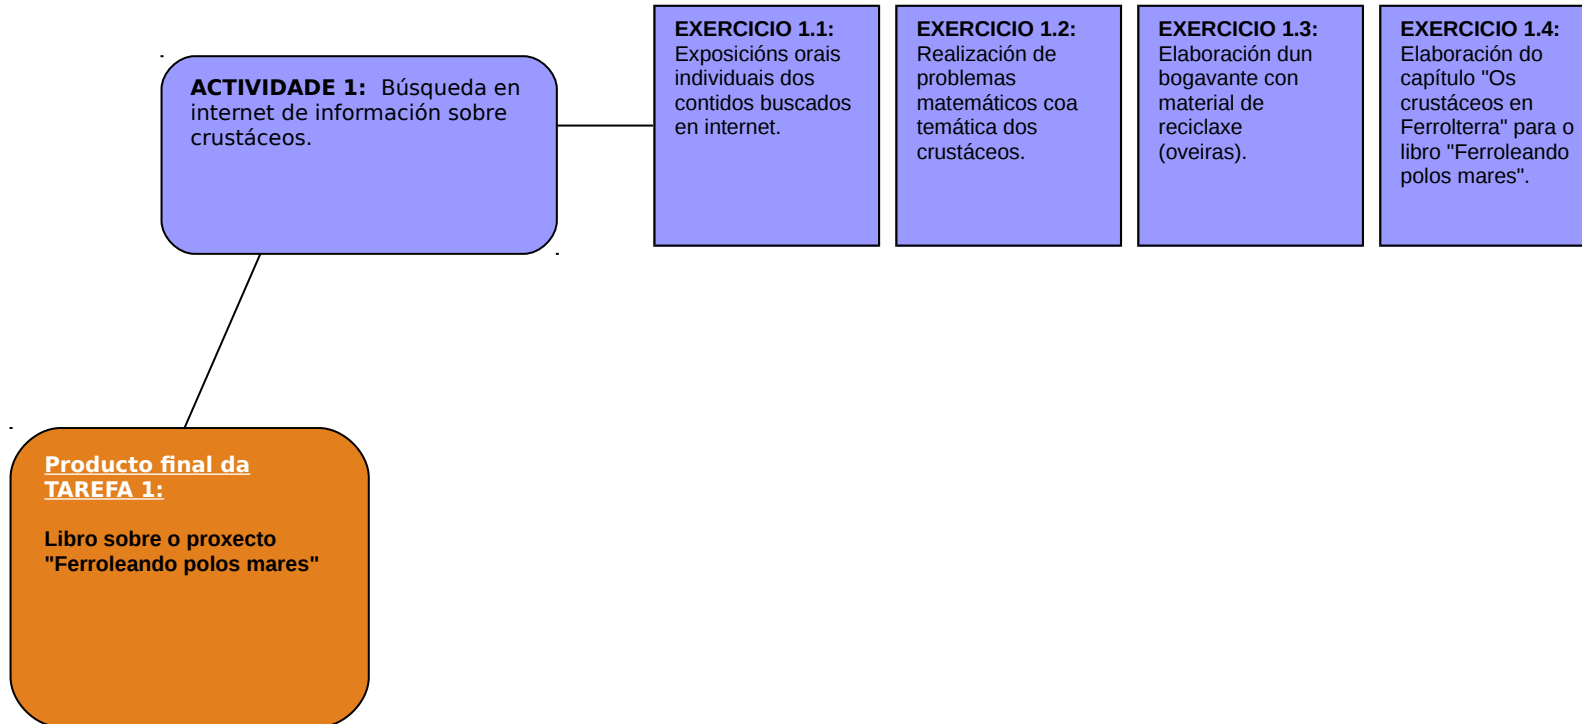 ACTIVIDADE 1:  Búsqueda en
internet de información sobre
crustáceos.
EXERCICIO 1.1:
Exposicións orais
individuais dos
contidos buscados
en internet.
EXERCICIO 1.2:
Realización de
problemas
matemáticos coa
temática dos
crustáceos.
EXERCICIO 1.3:
Elaboración dun
bogavante con
material de
reciclaxe
(oveiras).
EXERCICIO 1.4:
Elaboración do
capítulo "Os
crustáceos en
Ferrolterra" para o
libro "Ferroleando
polos mares".
Producto final da
TAREFA 1:
Libro sobre o proxecto
"Ferroleando polos mares"